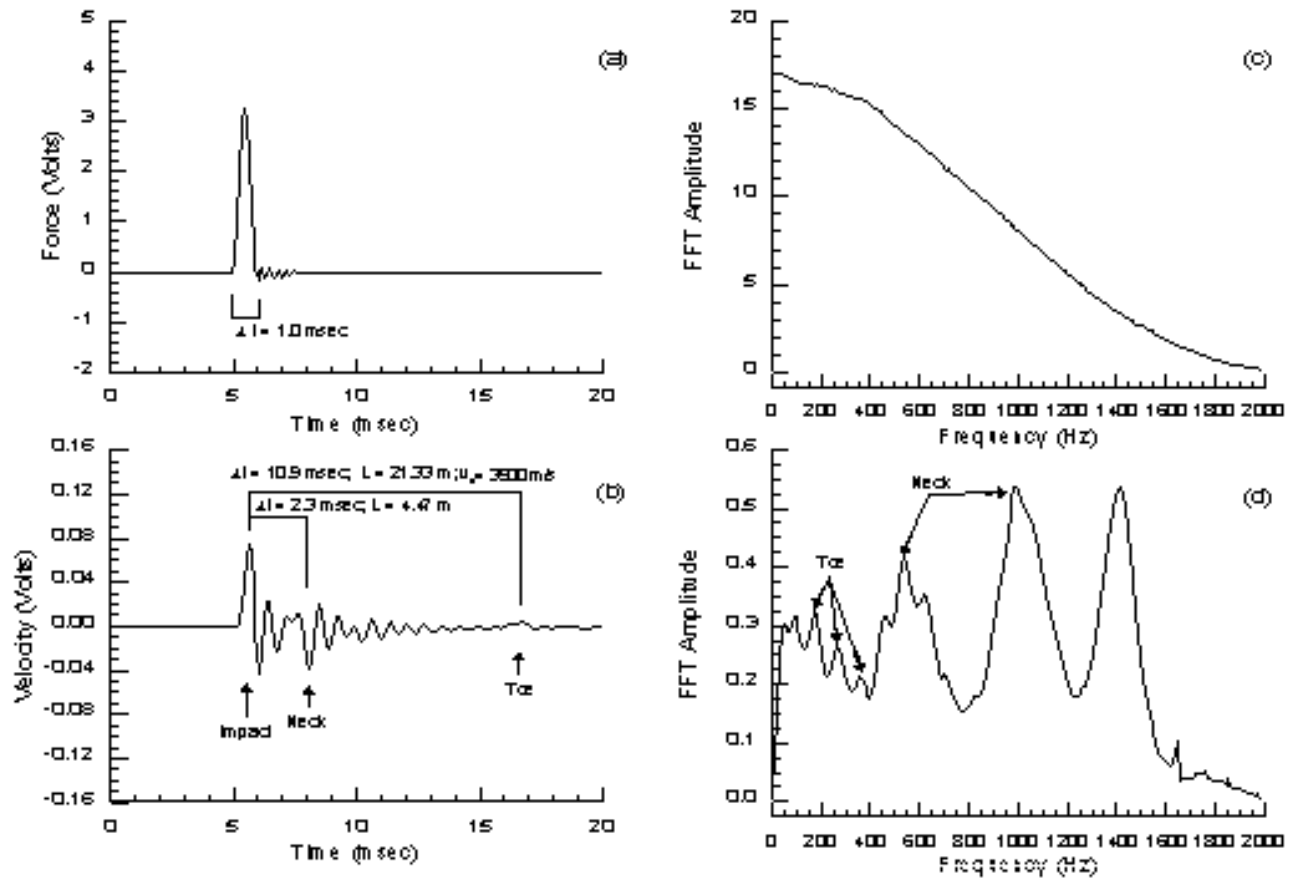 (a)
5
4
3
2
1
0
-1
-2
Force (Volts)
Δt = 1.0 msec
0 5 10 15 20
Time (msec)
(c)
20
15
10
5
0
FFT Amplitude
0 200 400 600 800 1000 1200 1400 1600 1800 2000
Frequency (Hz)
(b)
0.16
0.12
0.08
0.04
0.00
-0.04
-0.08
-0.12
-0.16
Velocity (Volts)
Δt = 10.9 msec; L = 21.33 m;
Δt = 2.3 msec; L = 4.47 m
Impact
Neck
Toe
0 5 10 15 20
Time (msec)
(d)
0.6
0.5
0.4
0.3
0.2
0.1
0.0
FFT Amplitude
Neck
Toe
0 200 400 600 800 1000 1200 1400 1600 1800 2000
Frequency (Hz)